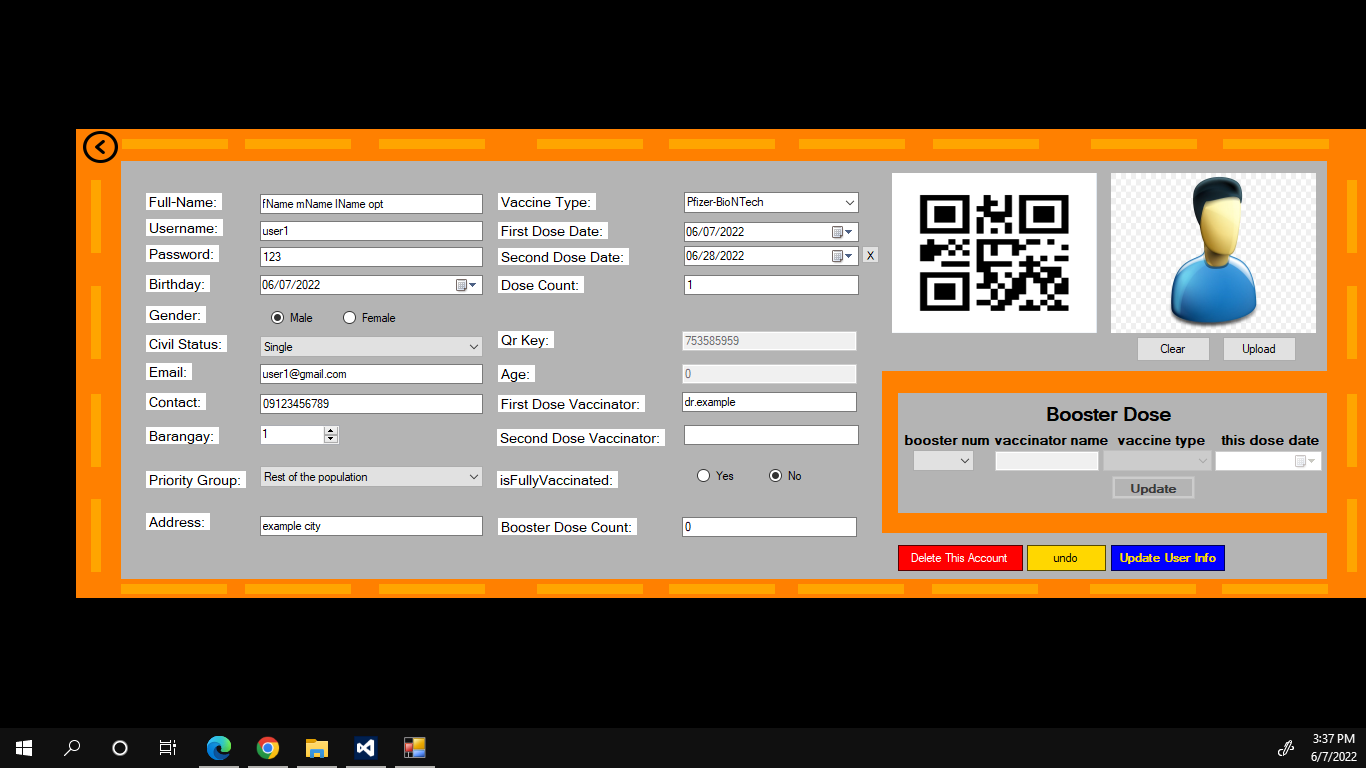 Full-Name: fName mName lName opt
Username: user1
Password: 123
Birthday: 06/07/2022
Gender: Male Female
Civil Status: Single
Email: user1@gmail.com
Contact: 09123456789
Barangay: 1
Priority Group: Rest of the population
Address: example city
Vaccine Type: Pfizer-BioNTech
First Dose Date: 06/07/2022
Second Dose Date: 06/28/2022 X
Dose Count: 1
Qr Key: 753585959
Age: 0
First Dose Vaccinator: dr.example
Second Dose Vaccinator:
isFullyVaccinated: Yes No
Booster Dose Count: 0
Clear Upload
Booster Dose
booster num vaccinator name vaccine type this dose date
Update
Delete This Account undo Update User Info
3:37 PM
6/7/2022